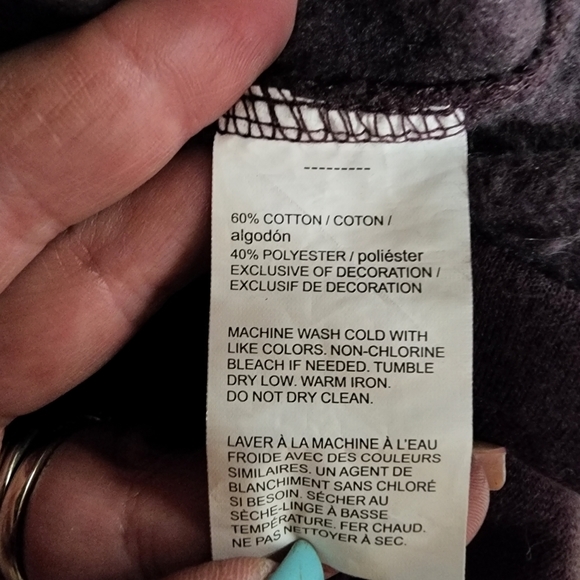 ---------
60% COTTON / COTON /
algodón
40% POLYESTER / poliéster
EXCLUSIVE OF DECORATION /
EXCLUSIF DE DECORATION
MACHINE WASH COLD WITH
LIKE COLORS. NON-CHLORINE
BLEACH IF NEEDED. TUMBLE
DRY LOW. WARM IRON.
DO NOT DRY CLEAN.
LAVER À LA MACHINE À L'EAU
FROIDE AVEC DES COULEURS
SIMILAIRES. UN AGENT DE
BLANCHIMENT SANS CHLORÉ
SI BESOIN. SÉCHER AU
SÈCHE-LINGE À BASSE
TEMPÉRATURE. FER CHAUD.
NE PAS NETTOYER À SEC.